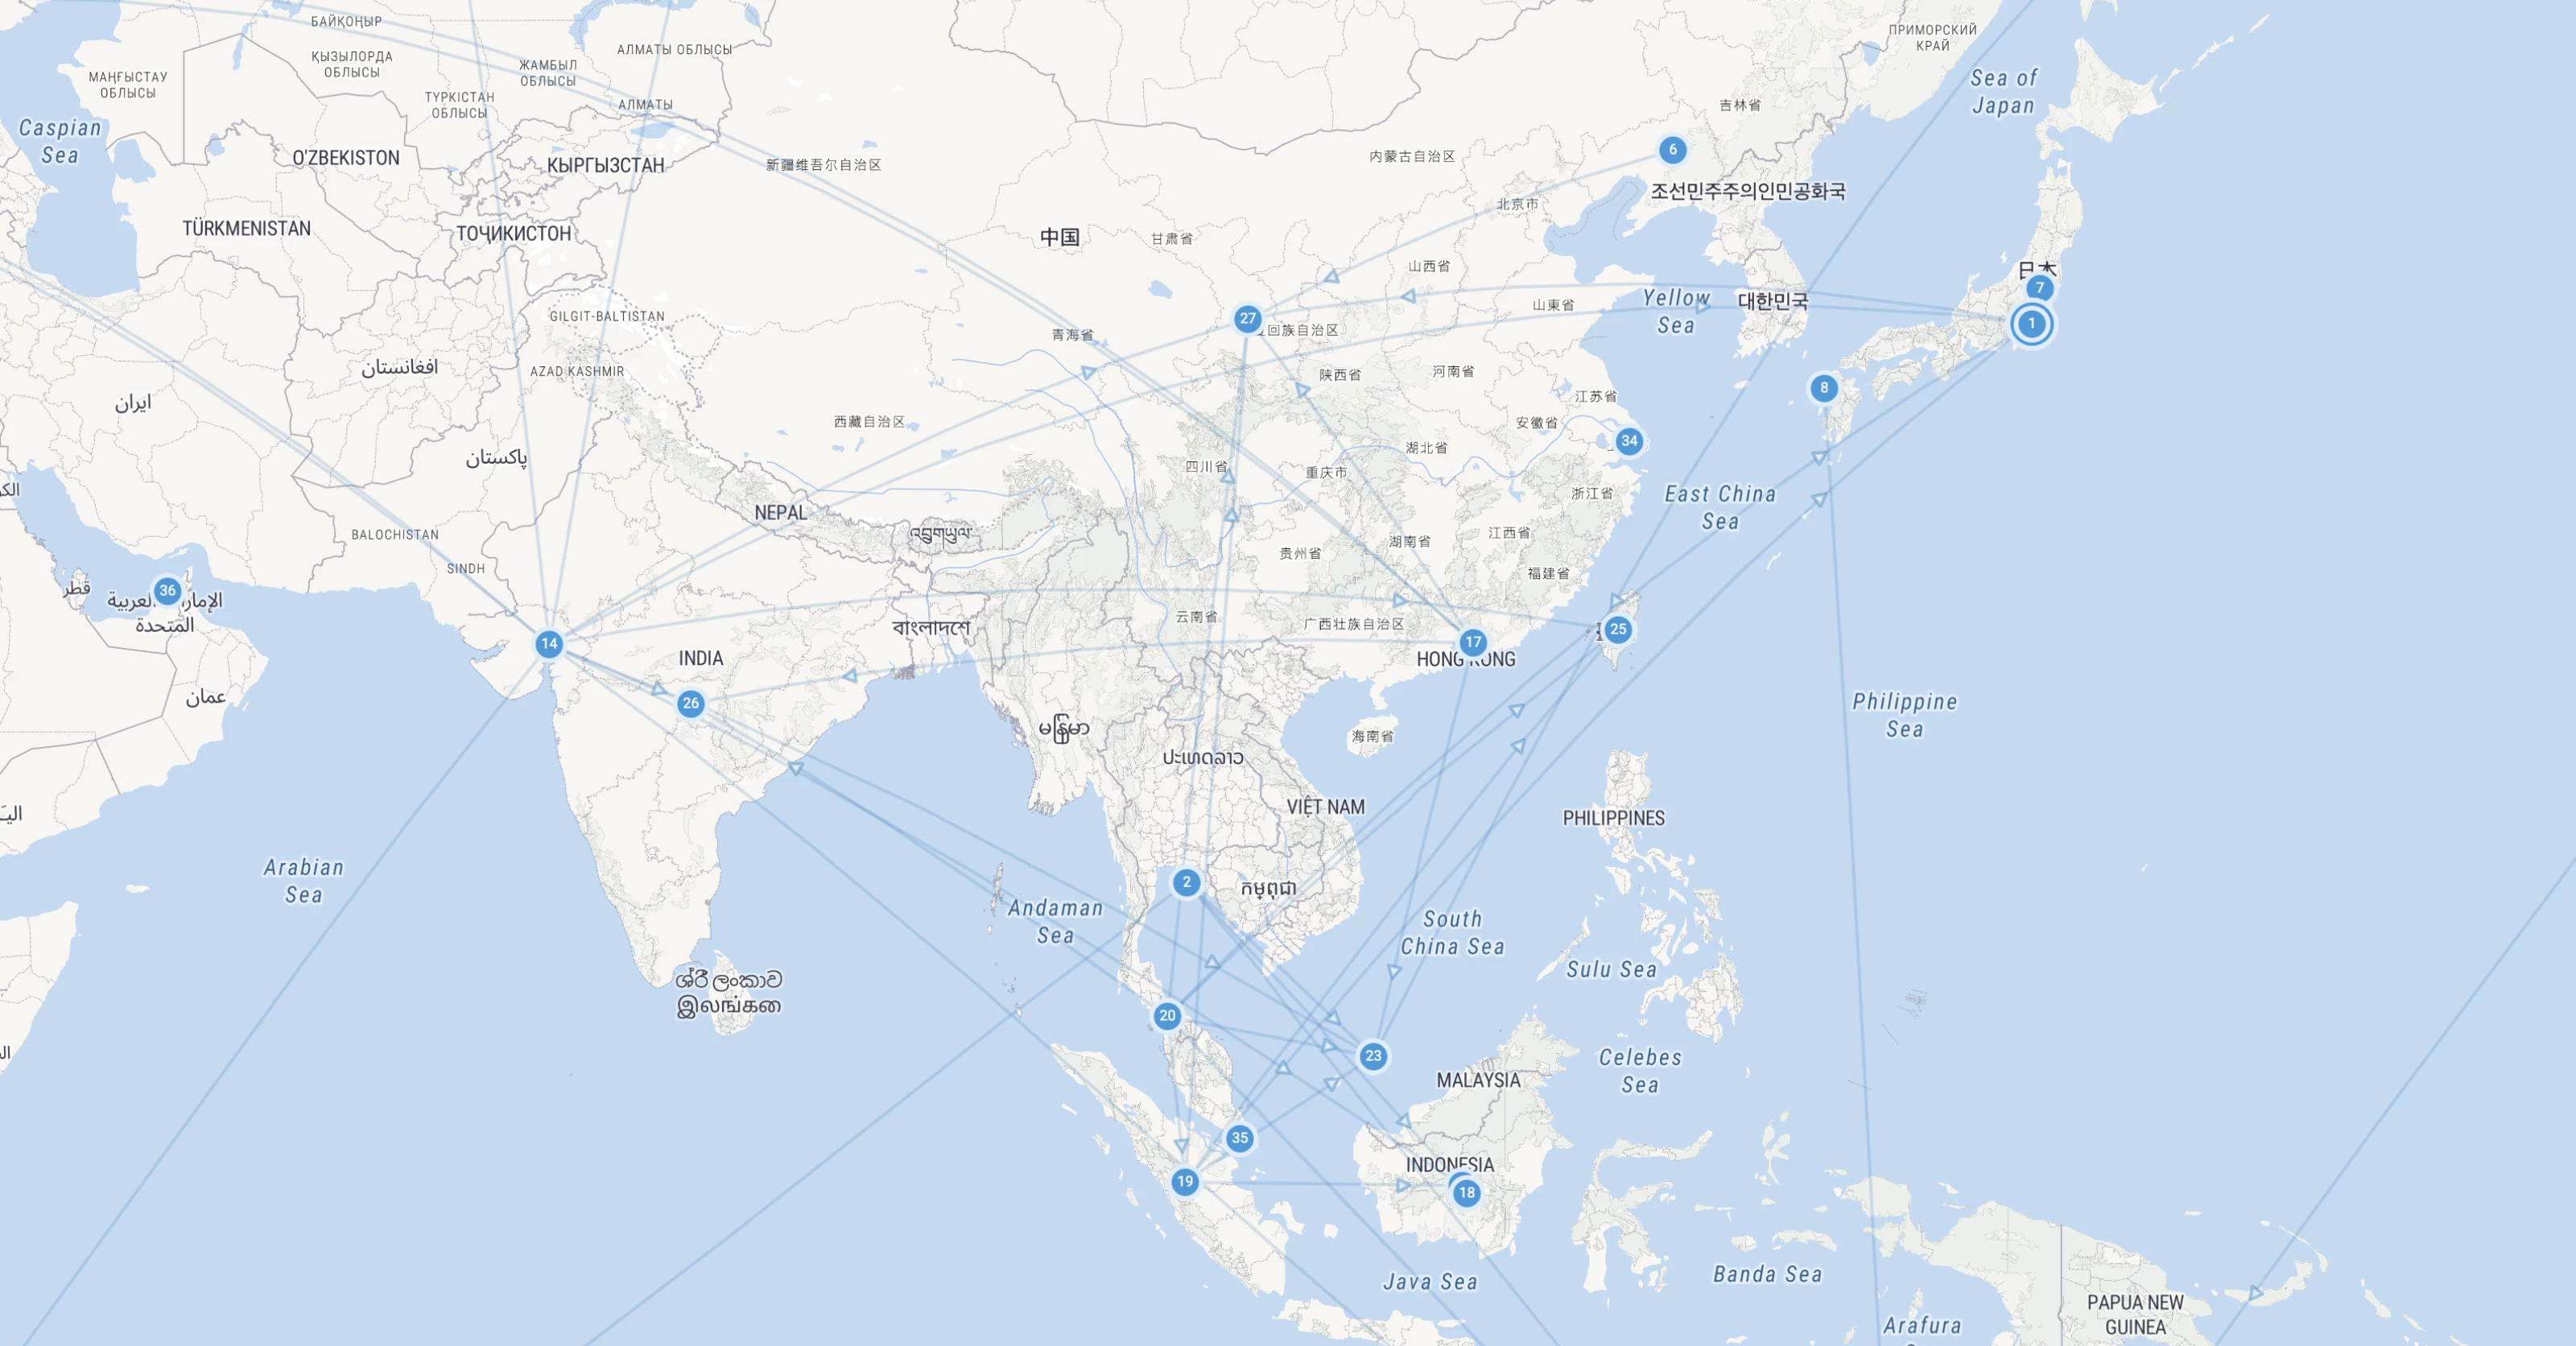 БАЙҚОҢЫР
ҚЫЗЫЛОРДА
ОБЛЫСЫ
АЛМАТЫ ОБЛЫСЫ
ЖАМБЫЛ
ОБЛЫСЫ
МАҢҒЫСТАУ
ОБЛЫСЫ
ТҮРКІСТАН
ОБЛЫСЫ
АЛМАТЫ
ПРИМОРСКИЙ
КРАЙ
Sea of
Japan
吉林省
Caspian
Sea
O'ZBEKISTON
КЫРГЫЗСТАН
新疆维吾尔自治区
内蒙古自治区
6
조선민주주의인민공화국
北京市
TÜRKMENISTAN
ТОҶИКИСТОН
中国
甘肃省
山西省
日本
7
Yellow
Sea
대한민국
山東省
GILGIT-BALTISTAN
27
回族自治区
青海省
1
افغانستان
AZAD KASHMIR
陕西省
河南省
8
ایران
江苏省
西藏自治区
安徽省
34
湖北省
پاکستان
四川省
重庆市
浙江省
East China
Sea
NEPAL
BALOCHISTAN
འབྲུགཡུལ་
江西省
湖南省
贵州省
福建省
SINDH
قطر
36
المتحدة
云南省
广西壮族自治区
বাংলাদেশ
25
14
INDIA
17
HONG KONG
عمان
26
မြန်မာ
海南省
Philippine
Sea
ປະເທດລາວ
VIỆT NAM
PHILIPPINES
Arabian
Sea
2
កម្ពុជា
Andaman
Sea
South
China Sea
Sulu Sea
ශ්රී ලංකාව
இலங்கை
20
23
Celebes
Sea
MALAYSIA
35
INDONESIA
19
18
Java Sea
Banda Sea
PAPUA NEW
GUINEA
Arafura